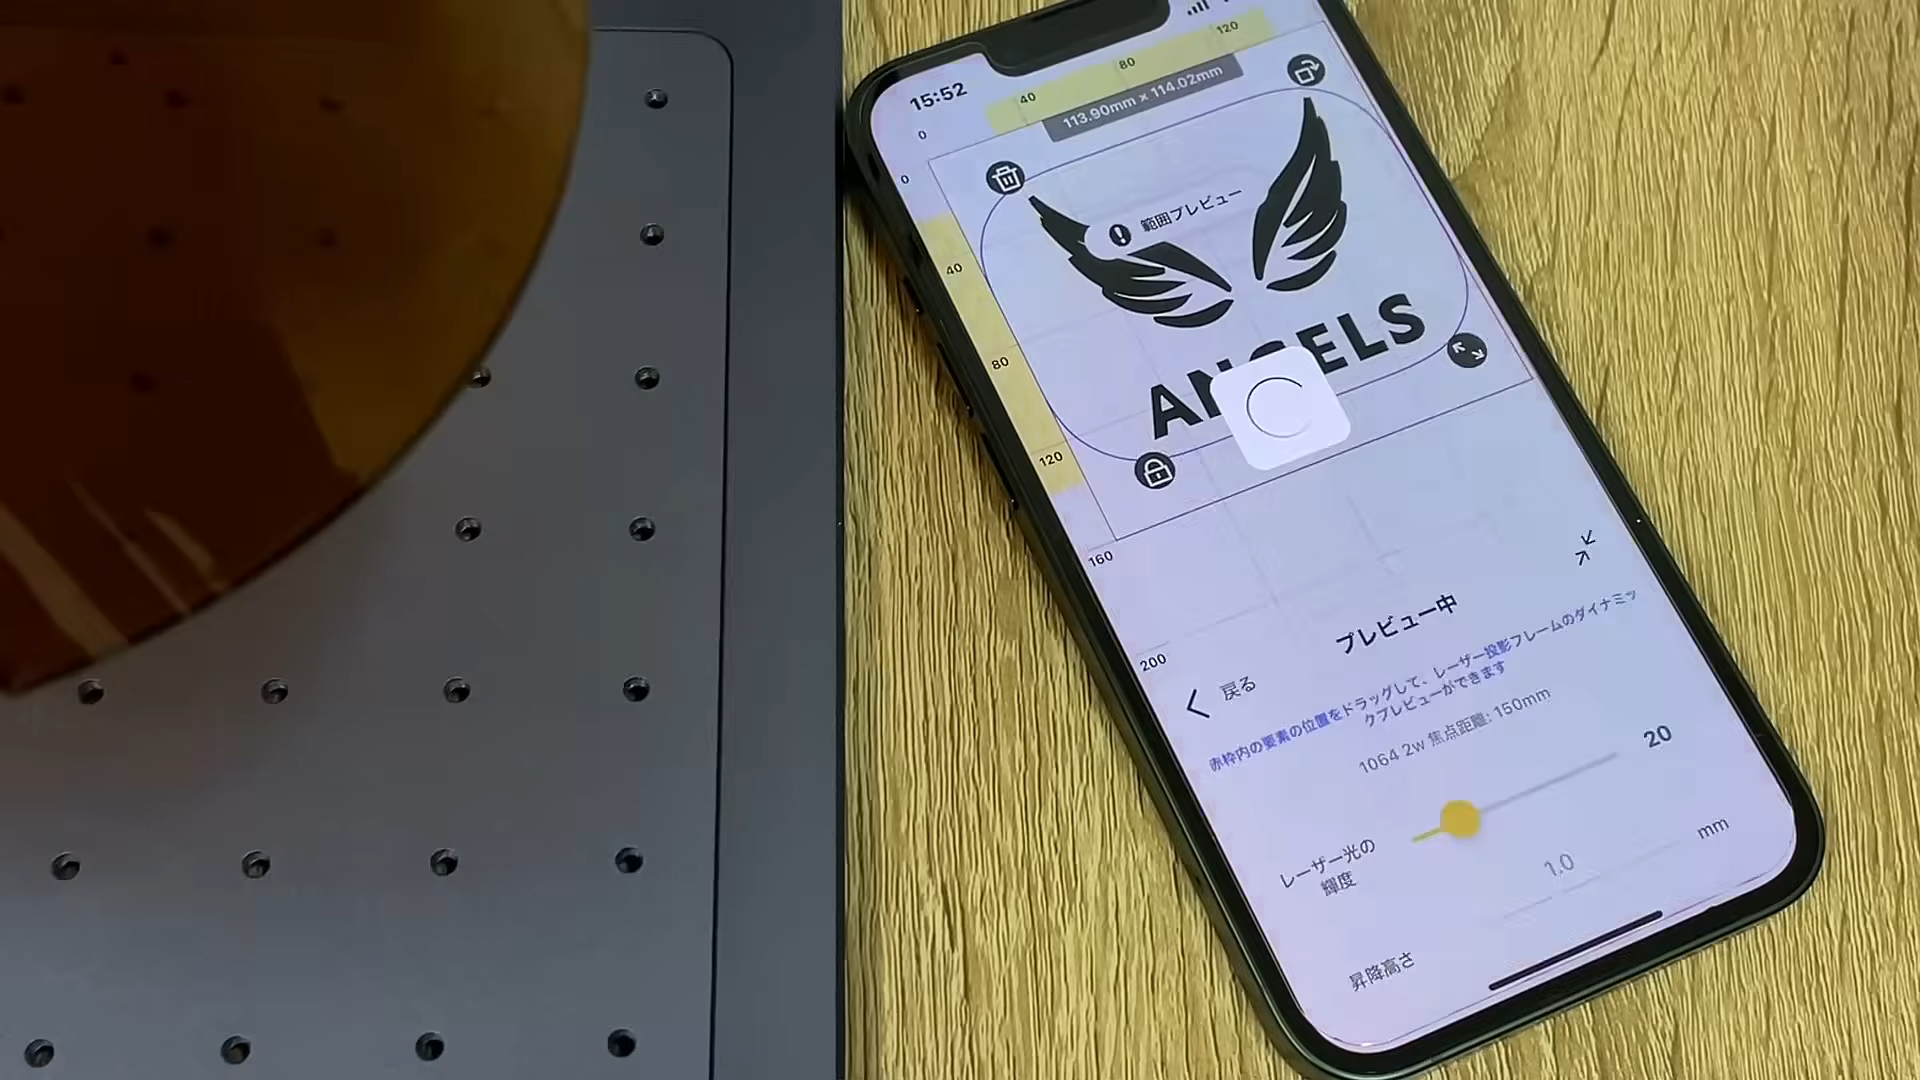 15:52
0
40
80
120
113.90mm × 114.02mm
0
40
80
120
160
200
範囲プレビュー
ANGELS
プレビュー中
戻る
赤枠内の要素の位置をドラッグして、レーザー投影フレームのダイナミッ
クプレビューができます
1064 2w 焦点距離: 150mm
レーザー光の
輝度
20
昇降高さ
1.0
mm